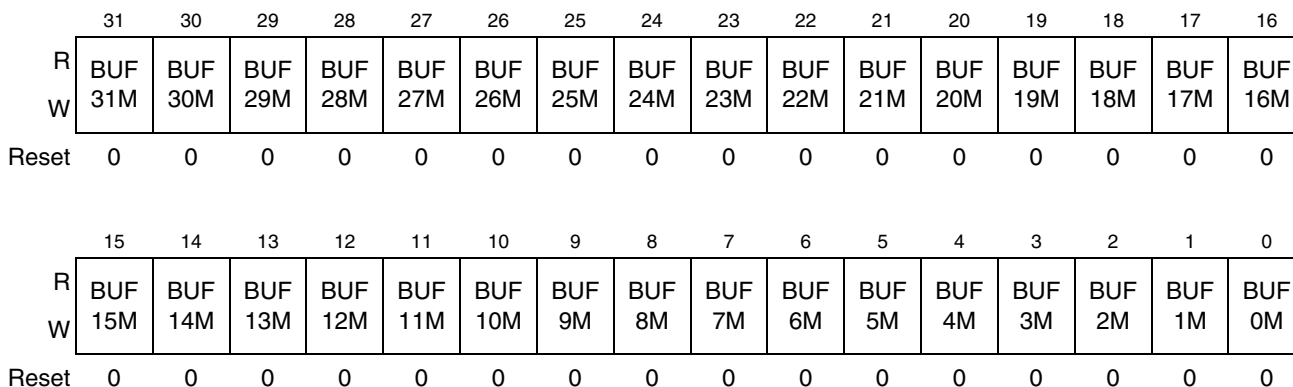 31 30 29 28 27 26 25 24 23 22 21 20 19 18 17 16
R BUF BUF BUF BUF BUF BUF BUF BUF BUF BUF BUF BUF BUF BUF BUF BUF
W 31M 30M 29M 28M 27M 26M 25M 24M 23M 22M 21M 20M 19M 18M 17M 16M
Reset 0 0 0 0 0 0 0 0 0 0 0 0 0 0 0 0
15 14 13 12 11 10 9 8 7 6 5 4 3 2 1 0
R BUF BUF BUF BUF BUF BUF BUF BUF BUF BUF BUF BUF BUF BUF BUF BUF
W 15M 14M 13M 12M 11M 10M 9M 8M 7M 6M 5M 4M 3M 2M 1M 0M
Reset 0 0 0 0 0 0 0 0 0 0 0 0 0 0 0 0